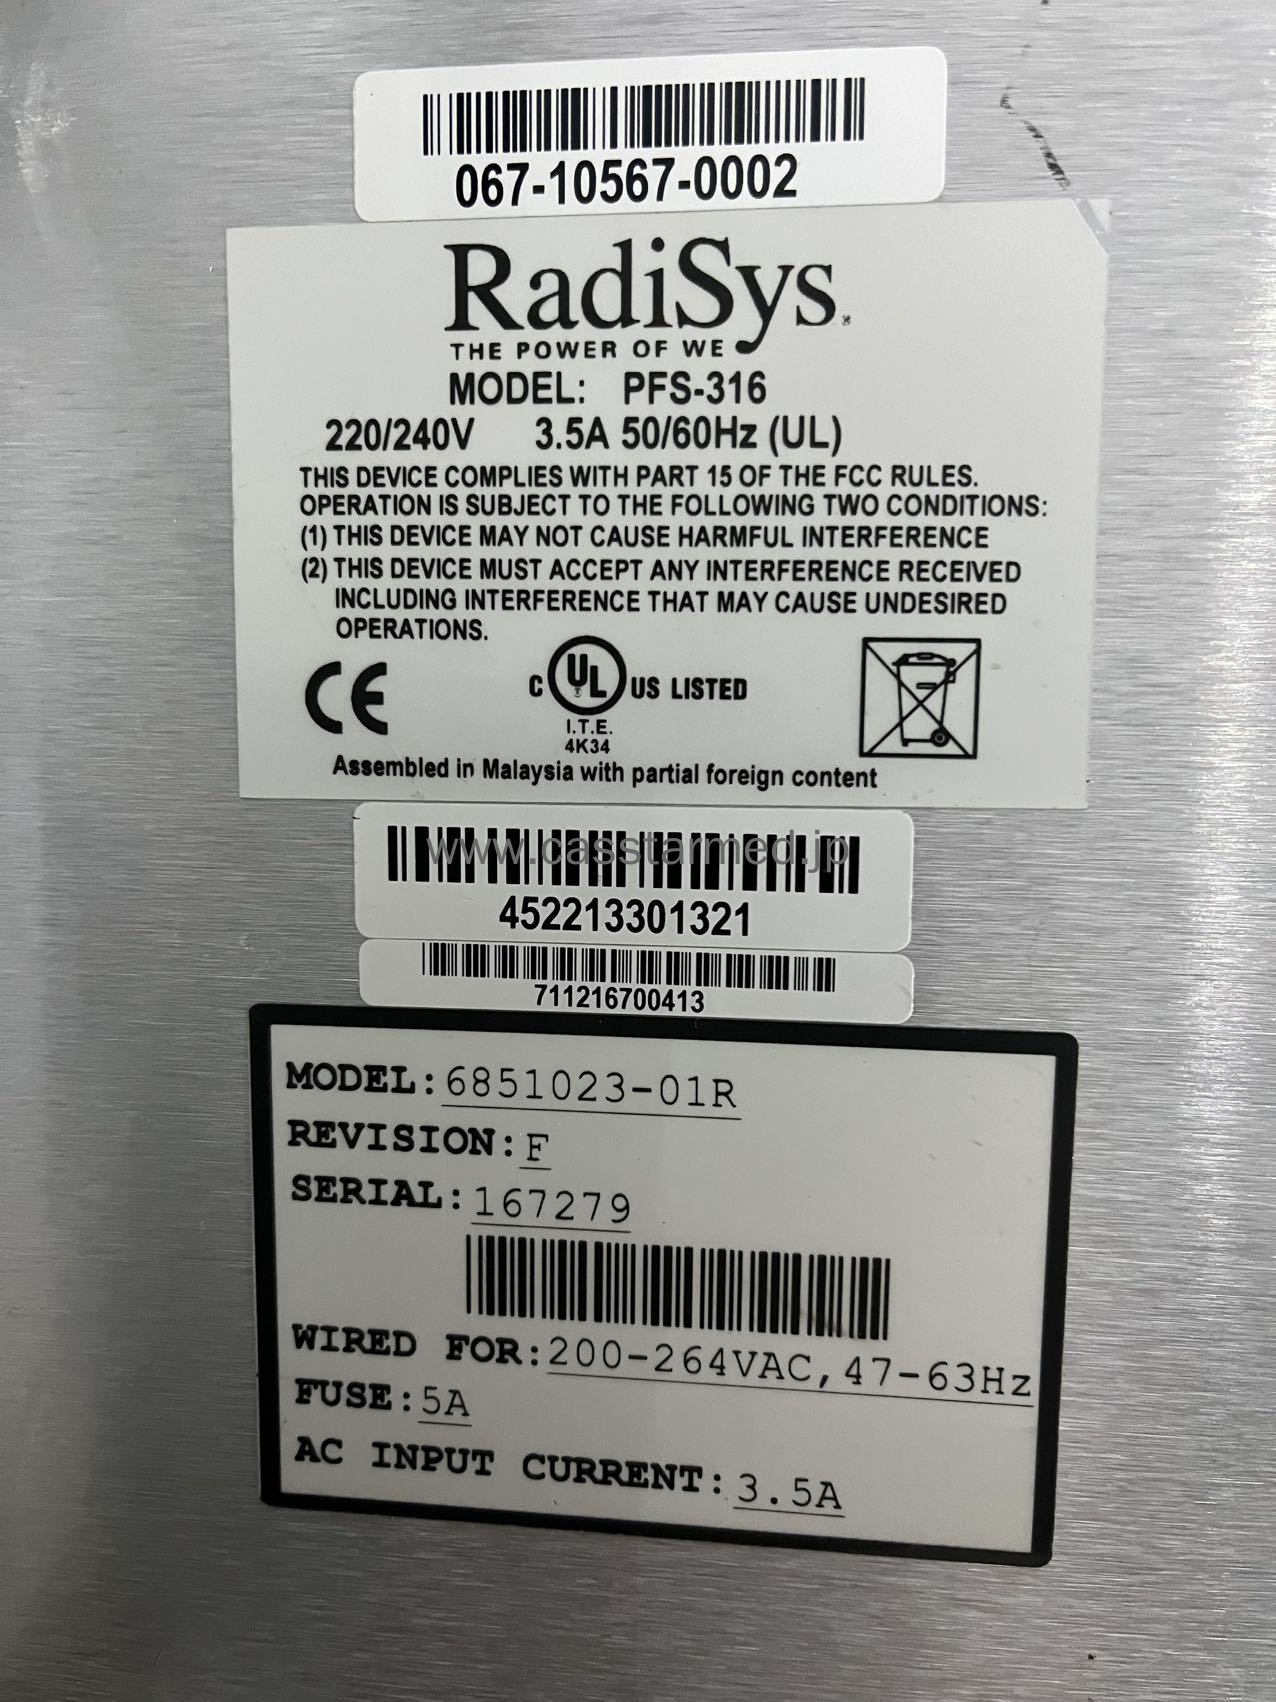 067-10567-0002
RadiSys®
THE POWER OF WE
MODEL: PFS-316
220/240V 3.5A 50/60Hz (UL)
THIS DEVICE COMPLIES WITH PART 15 OF THE FCC RULES.
OPERATION IS SUBJECT TO THE FOLLOWING TWO CONDITIONS:
(1) THIS DEVICE MAY NOT CAUSE HARMFUL INTERFERENCE
(2) THIS DEVICE MUST ACCEPT ANY INTERFERENCE RECEIVED
INCLUDING INTERFERENCE THAT MAY CAUSE UNDESIRED
OPERATIONS.
CE C UL® US LISTED
I.T.E.
4K34
Assembled in Malaysia with partial foreign content
www.casstarmed.jp
452213301321
711216700413
MODEL: 6851023-01R
REVISION: F
SERIAL: 167279
WIRED FOR: 200-264VAC, 47-63Hz
FUSE: 5A
AC INPUT CURRENT: 3.5A